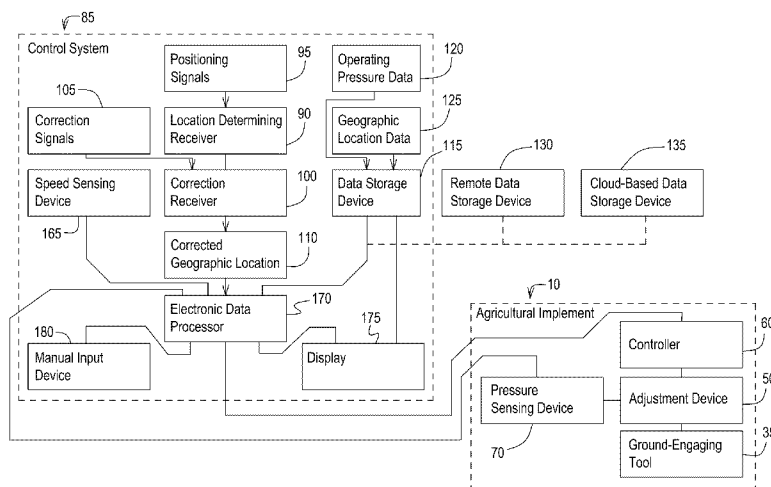 85
Control System
Positioning
Signals
95
Operating
Pressure Data
120
105
Correction
Signals
Location Determining
Receiver
90
Geographic
Location Data
125
115
130
135
Speed Sensing
Device
165
Correction
Receiver
100
Data Storage
Device
Remote Data
Storage Device
Cloud-Based Data
Storage Device
Corrected
Geographic Location
110
Electronic Data
Processor
170
180
Manual Input
Device
175
Display
10
Agricultural Implement
Controller
60
Pressure
Sensing Device
70
Adjustment Device
50
Ground-Engaging
Tool
35